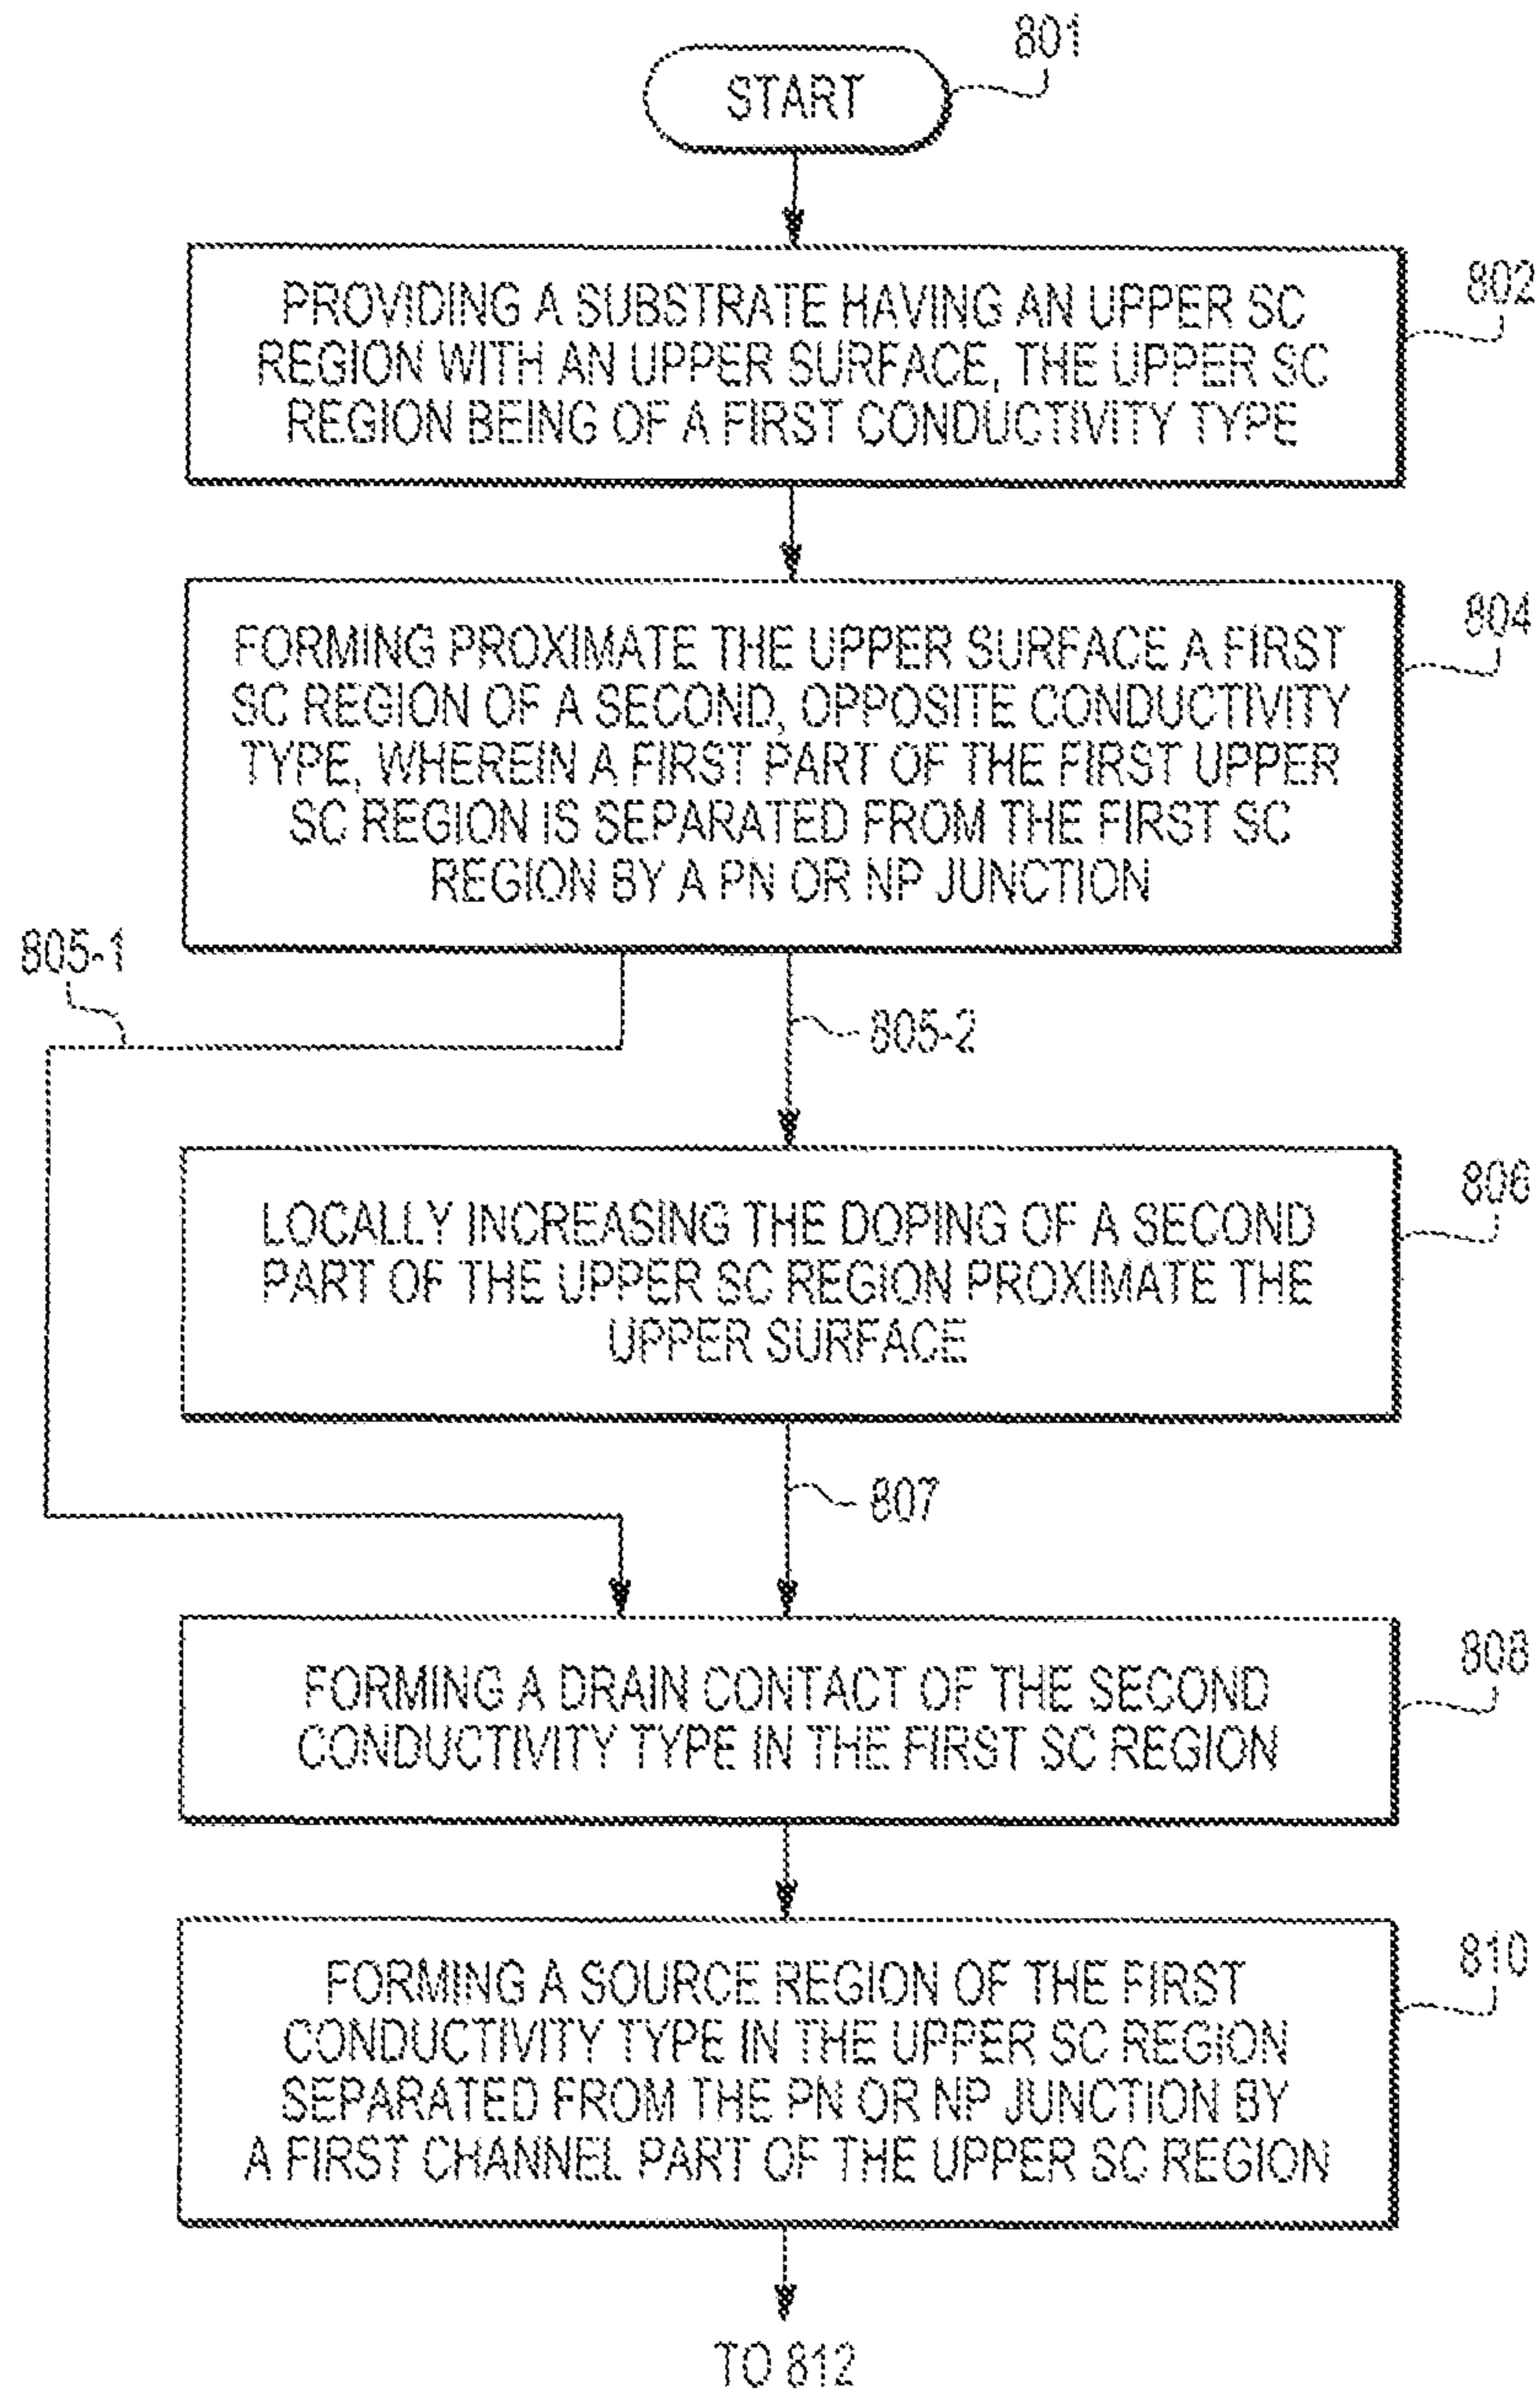 801
START
802
PROVIDING A SUBSTRATE HAVING AN UPPER SC
REGION WITH AN UPPER SURFACE, THE UPPER SC
REGION BEING OF A FIRST CONDUCTIVITY TYPE
804
FORMING PROXIMATE THE UPPER SURFACE A FIRST
SC REGION OF A SECOND, OPPOSITE CONDUCTIVITY
TYPE, WHEREIN A FIRST PART OF THE FIRST UPPER
SC REGION IS SEPARATED FROM THE FIRST SC
REGION BY A PN OR NP JUNCTION
805-1
805-2
806
LOCALLY INCREASING THE DOPING OF A SECOND
PART OF THE UPPER SC REGION PROXIMATE THE
UPPER SURFACE
807
808
FORMING A DRAIN CONTACT OF THE SECOND
CONDUCTIVITY TYPE IN THE FIRST SC REGION
810
FORMING A SOURCE REGION OF THE FIRST
CONDUCTIVITY TYPE IN THE UPPER SC REGION
SEPARATED FROM THE PN OR NP JUNCTION BY
A FIRST CHANNEL PART OF THE UPPER SC REGION
TO 812